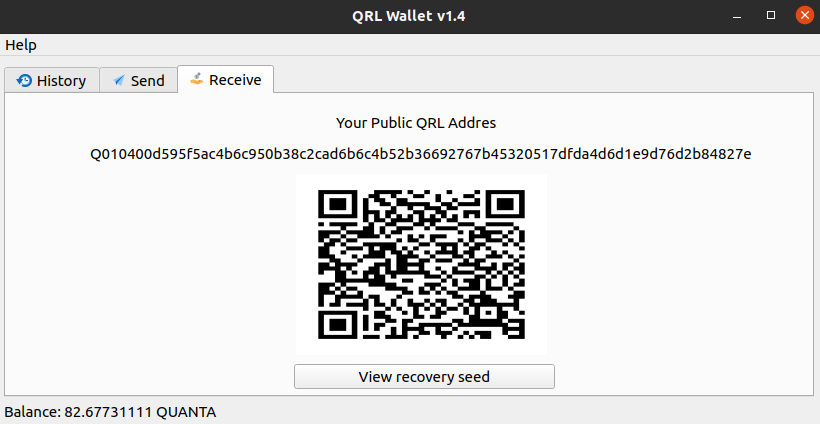 QRL Wallet v1.4
Help
History
Send
Receive
Your Public QRL Addres
Q010400d595f5ac4b6c950b38c2cad6b6c4b52b36692767b45320517dfda4d6d1e9d76d2b84827e
View recovery seed
Balance: 82.67731111 QUANTA